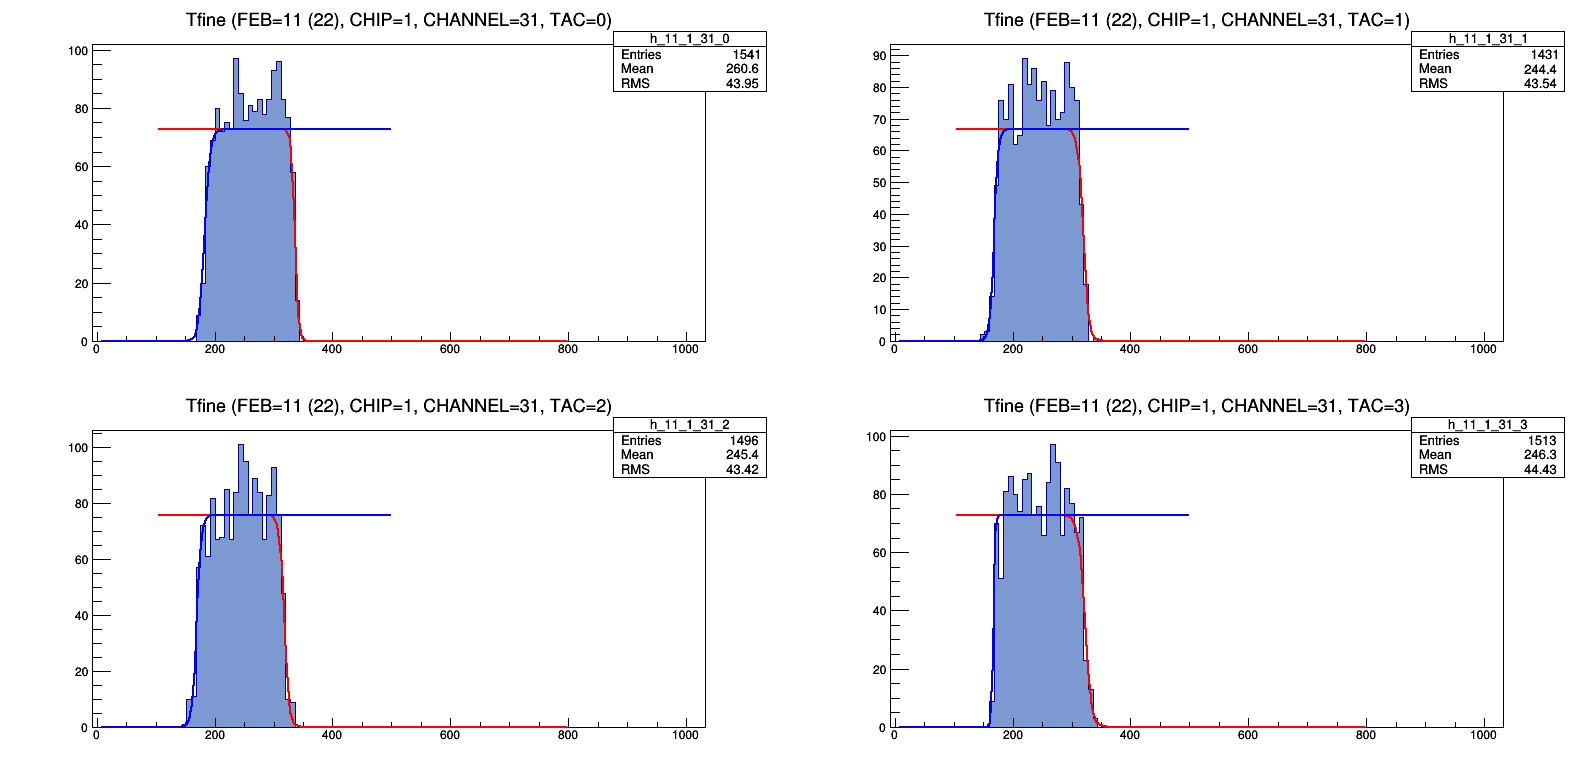 Tfine (FEB=11 (22), CHIP=1, CHANNEL=31, TAC=0)
h_11_1_31_0
Entries 1541
Mean 260.6
RMS 43.95
100
80
60
40
20
0
0 200 400 600 800 1000
Tfine (FEB=11 (22), CHIP=1, CHANNEL=31, TAC=1)
h_11_1_31_1
Entries 1431
Mean 244.4
RMS 43.54
90
80
70
60
50
40
30
20
10
0
0 200 400 600 800 1000
Tfine (FEB=11 (22), CHIP=1, CHANNEL=31, TAC=2)
h_11_1_31_2
Entries 1496
Mean 245.4
RMS 43.42
100
80
60
40
20
0
0 200 400 600 800 1000
Tfine (FEB=11 (22), CHIP=1, CHANNEL=31, TAC=3)
h_11_1_31_3
Entries 1513
Mean 246.3
RMS 44.43
100
80
60
40
20
0
0 200 400 600 800 1000